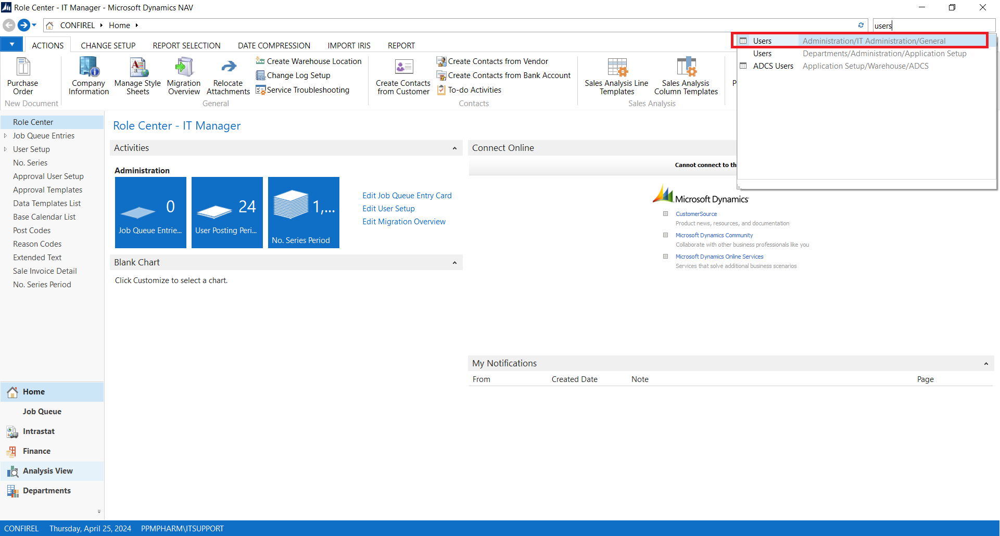 Role Center - IT Manager - Microsoft Dynamics NAV
CONFIREL Home
users
ACTIONS CHANGE SETUP REPORT SELECTION DATE COMPRESSION IMPORT IRIS REPORT
Users Administration/IT Administration/General
Users Departments/Administration/Application Setup
ADCS Users Application Setup/Warehouse/ADCS
Purchase Order
New Document
Company Information
Manage Style Sheets
Migration Overview
Relocate Attachments
Create Warehouse Location
Change Log Setup
Service Troubleshooting
General
Create Contacts from Customer
Create Contacts from Vendor
Create Contacts from Bank Account
To-do Activities
Contacts
Sales Analysis Line Templates
Sales Analysis Column Templates
Sales Analysis
P
Role Center
Job Queue Entries
User Setup
No. Series
Approval User Setup
Approval Templates
Data Templates List
Base Calendar List
Post Codes
Reason Codes
Extended Text
Sale Invoice Detail
No. Series Period
Home
Job Queue
Intrastat
Finance
Analysis View
Departments
Role Center - IT Manager
Activities
Administration
0
Job Queue Entrie...
24
User Posting Peri...
1,...
No. Series Period
Edit Job Queue Entry Card
Edit User Setup
Edit Migration Overview
Blank Chart
Click Customize to select a chart.
Connect Online
Cannot connect to th
Microsoft Dynamics
CustomerSource
Product news, resources, and documentation
Microsoft Dynamics Community
Collaborate with other business professionals like you
Microsoft Dynamics Online Services
Services that solve additional business scenarios
My Notifications
From Created Date Note Page
CONFIREL Thursday, April 25, 2024 PPMPHARM\ITSUPPORT